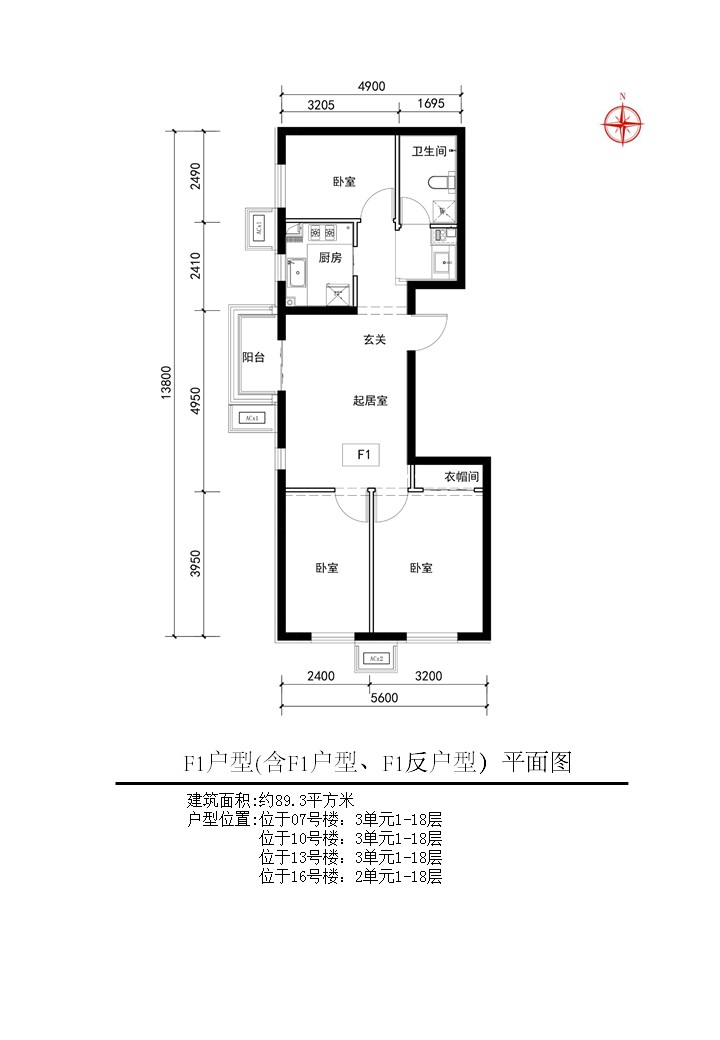 N
4900
3205 1695
卫生间
卧室
2490
ACx1
厨房
2410
玄关
阳台
13800
4950
起居室
ACx1
F1
衣帽间
3950
卧室 卧室
ACx2
2400 3200
5600
F1户型(含F1户型、F1反户型) 平面图
建筑面积:约89.3平方米
户型位置:位于07号楼: 3单元1-18层
位于10号楼: 3单元1-18层
位于13号楼: 3单元1-18层
位于16号楼: 2单元1-18层